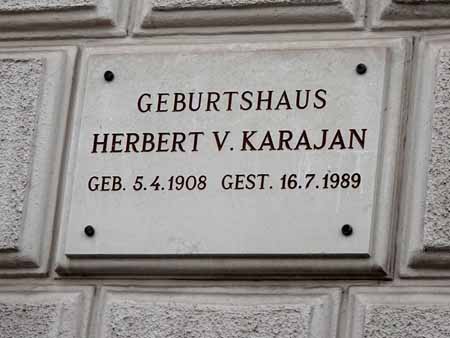 GEBURTSHAUS
HERBERT V. KARAJAN
GEB. 5.4.1908 GEST. 16.7.1989